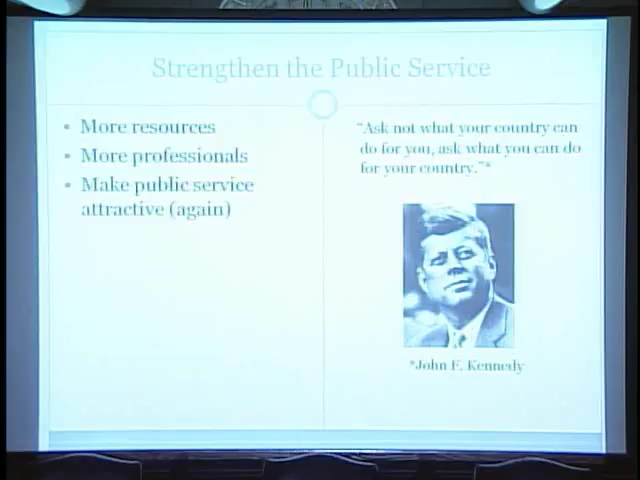 Strengthen the Public Service
• More resources
• More professionals
• Make public service
attractive (again)
“Ask not what your country can
do for you, ask what you can do
for your country.”*
*John F. Kennedy